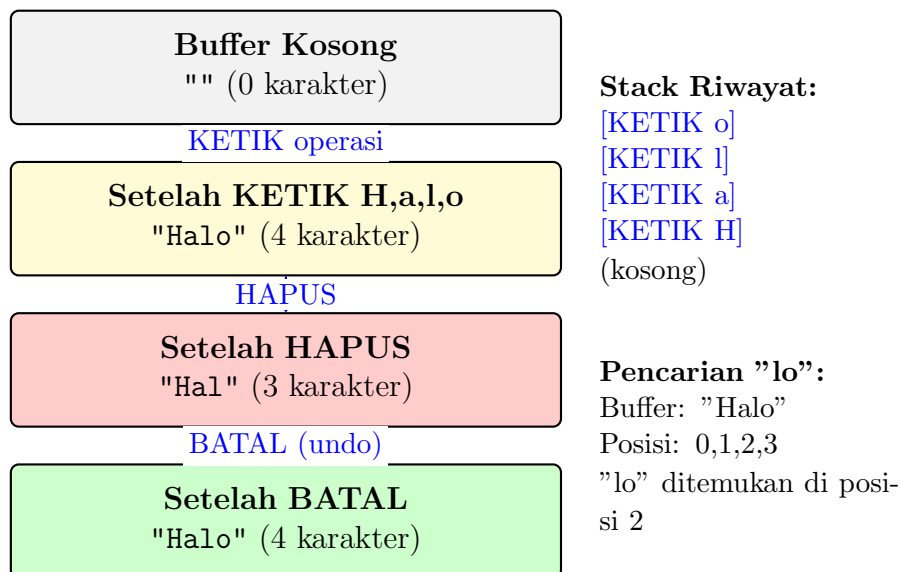 Buffer Kosong
"" (0 karakter)
KETIK operasi
Setelah KETIK H,a,l,o
"Halo" (4 karakter)
HAPUS
Setelah HAPUS
"Hal" (3 karakter)
BATAL (undo)
Setelah BATAL
"Halo" (4 karakter)
Stack Riwayat:
[KETIK o]
[KETIK l]
[KETIK a]
[KETIK H]
(kosong)
Pencarian ”lo”:
Buffer: ”Halo”
Posisi: 0,1,2,3
”lo” ditemukan di posi-
si 2